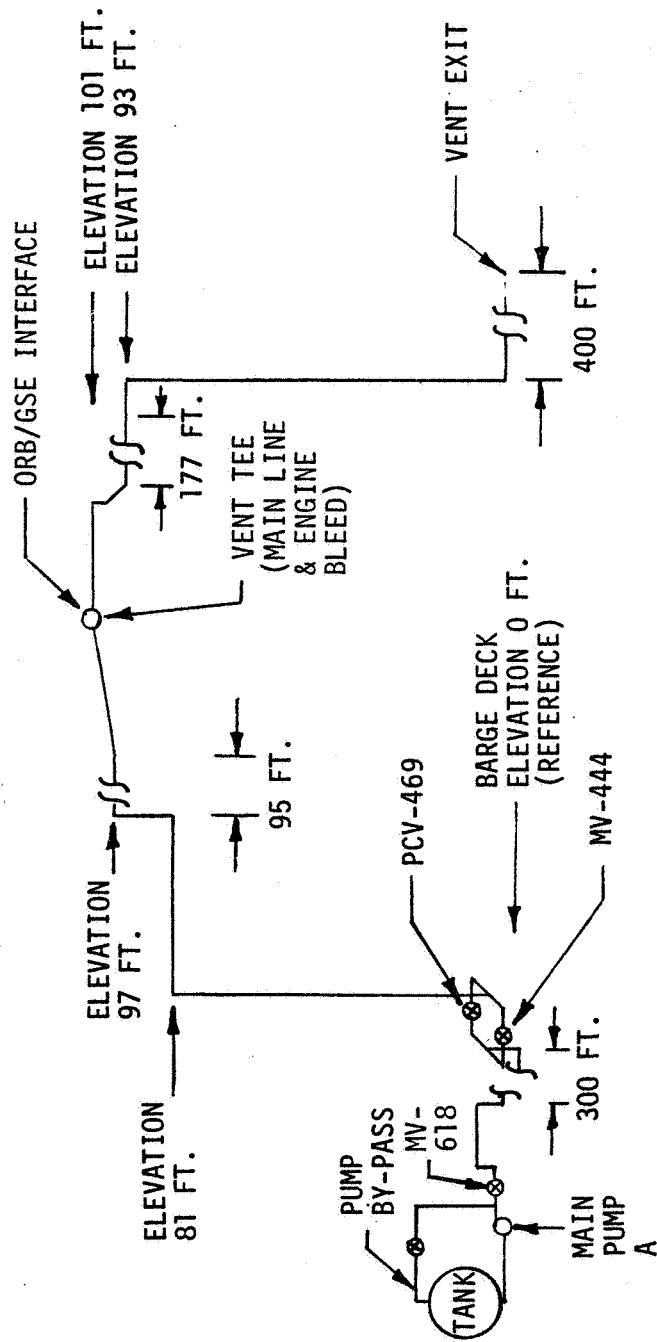 ORB/GSE INTERFACE
ELEVATION 101 FT.
ELEVATION 93 FT.
177 FT.
VENT TEE
(MAIN LINE
& ENGINE
BLEED)
VENT EXIT
400 FT.
ELEVATION
97 FT.
95 FT.
ELEVATION
81 FT.
PCV-469
BARGE DECK
ELEVATION 0 FT.
(REFERENCE)
MV-444
300 FT.
PUMP
BY-PASS
MV-
618
TANK
MAIN
PUMP
A